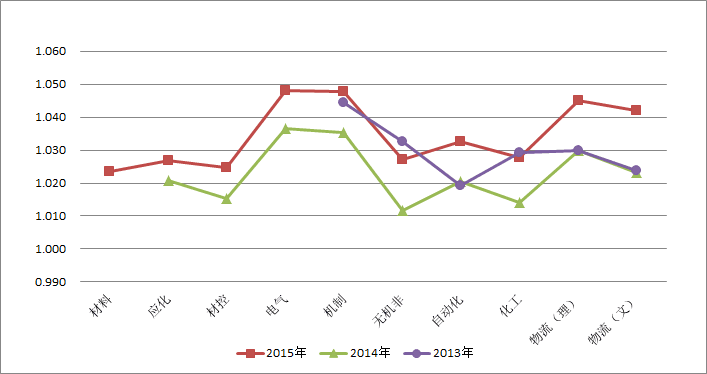 1.060
1.050
1.040
1.030
1.020
1.010
1.000
0.990
材料
应化
材控
电气
机制
无机非
自动化
化工
物流（理）
物流（文）
2015年
2014年
2013年